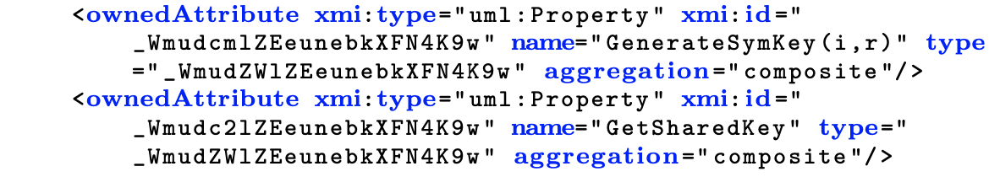 <ownedAttribute xmi:type="uml:Property" xmi:id="
_WmudcmlZEeunebkXFN4K9w" name="GenerateSymKey(i,r)" type
="_WmudZWlZEeunebkXFN4K9w" aggregation="composite"/>
<ownedAttribute xmi:type="uml:Property" xmi:id="
_Wmudc2lZEeunebkXFN4K9w" name="GetSharedKey" type="
_WmudZWlZEeunebkXFN4K9w" aggregation="composite"/>